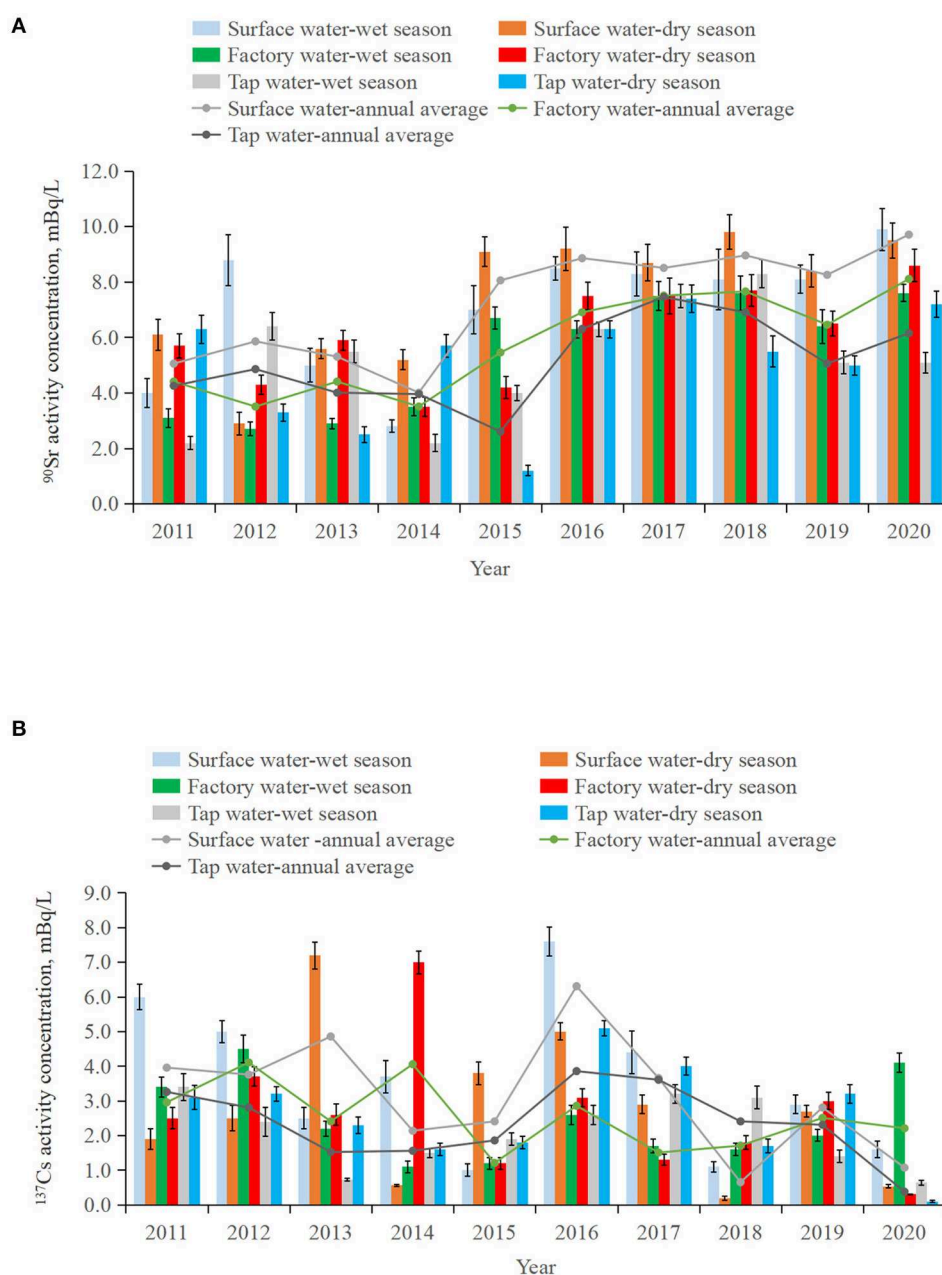 A
Surface water-wet season
Surface water-dry season
Factory water-wet season
Factory water-dry season
Tap water-wet season
Tap water-dry season
Surface water-annual average
Factory water-annual average
Tap water-annual average
⁹⁰Sr activity concentration, mBq/L
12.0
10.0
8.0
6.0
4.0
2.0
0.0
2011 2012 2013 2014 2015 2016 2017 2018 2019 2020
Year
B
Surface water-wet season
Surface water-dry season
Factory water-wet season
Factory water-dry season
Tap water-wet season
Tap water-dry season
Surface water -annual average
Factory water-annual average
Tap water-annual average
¹³⁷Cs activity concentration, mBq/L
9.0
8.0
7.0
6.0
5.0
4.0
3.0
2.0
1.0
0.0
2011 2012 2013 2014 2015 2016 2017 2018 2019 2020
Year